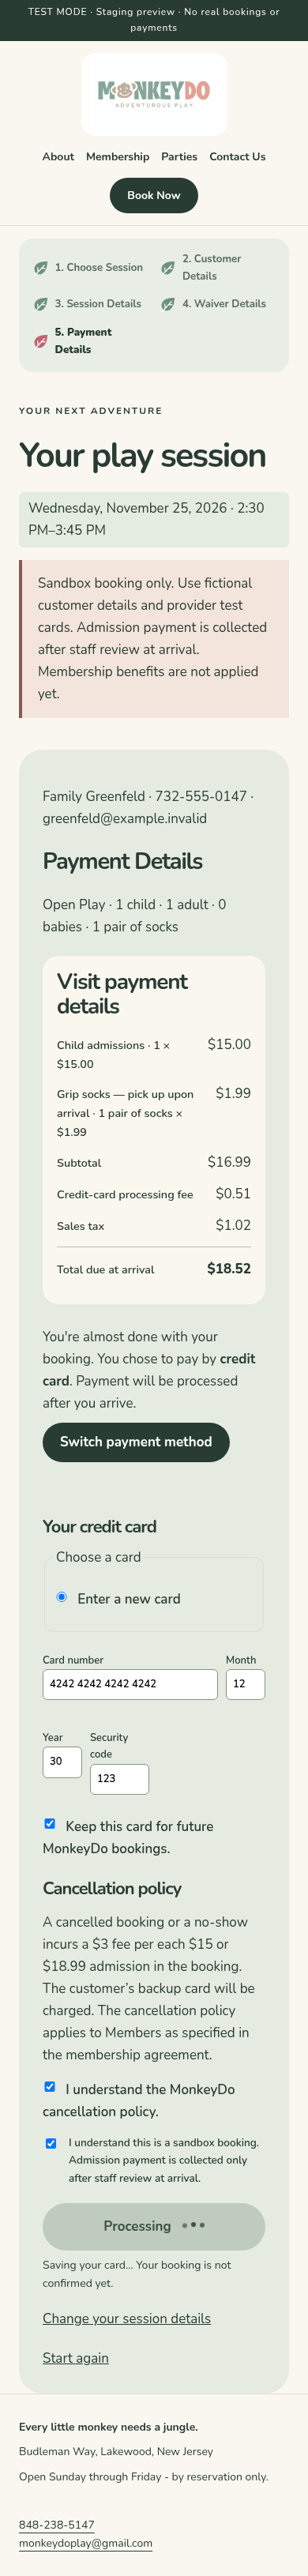 TEST MODE · Staging preview · No real bookings or
payments
MONKEYDO
ADVENTUROUS PLAY
About Membership Parties Contact Us
Book Now
1. Choose Session
2. Customer
Details
3. Session Details
4. Waiver Details
5. Payment
Details
YOUR NEXT ADVENTURE
Your play session
Wednesday, November 25, 2026 · 2:30
PM–3:45 PM
Sandbox booking only. Use fictional
customer details and provider test
cards. Admission payment is collected
after staff review at arrival.
Membership benefits are not applied
yet.
Family Greenfeld · 732-555-0147 ·
greenfeld@example.invalid
Payment Details
Open Play · 1 child · 1 adult · 0
babies · 1 pair of socks
Visit payment
details
Child admissions · 1 ×
$15.00
$15.00
Grip socks — pick up upon
arrival · 1 pair of socks ×
$1.99
$1.99
Subtotal $16.99
Credit-card processing fee $0.51
Sales tax $1.02
Total due at arrival $18.52
You're almost done with your
booking. You chose to pay by credit
card. Payment will be processed
after you arrive.
Switch payment method
Your credit card
Choose a card
Enter a new card
Card number Month
4242 4242 4242 4242 12
Year Security
code
30 123
Keep this card for future
MonkeyDo bookings.
Cancellation policy
A cancelled booking or a no-show
incurs a $3 fee per each $15 or
$18.99 admission in the booking.
The customer’s backup card will be
charged. The cancellation policy
applies to Members as specified in
the membership agreement.
I understand the MonkeyDo
cancellation policy.
I understand this is a sandbox booking.
Admission payment is collected only
after staff review at arrival.
Processing
Saving your card... Your booking is not
confirmed yet.
Change your session details
Start again
Every little monkey needs a jungle.
Budleman Way, Lakewood, New Jersey
Open Sunday through Friday - by reservation only.
848-238-5147
monkeydoplay@gmail.com